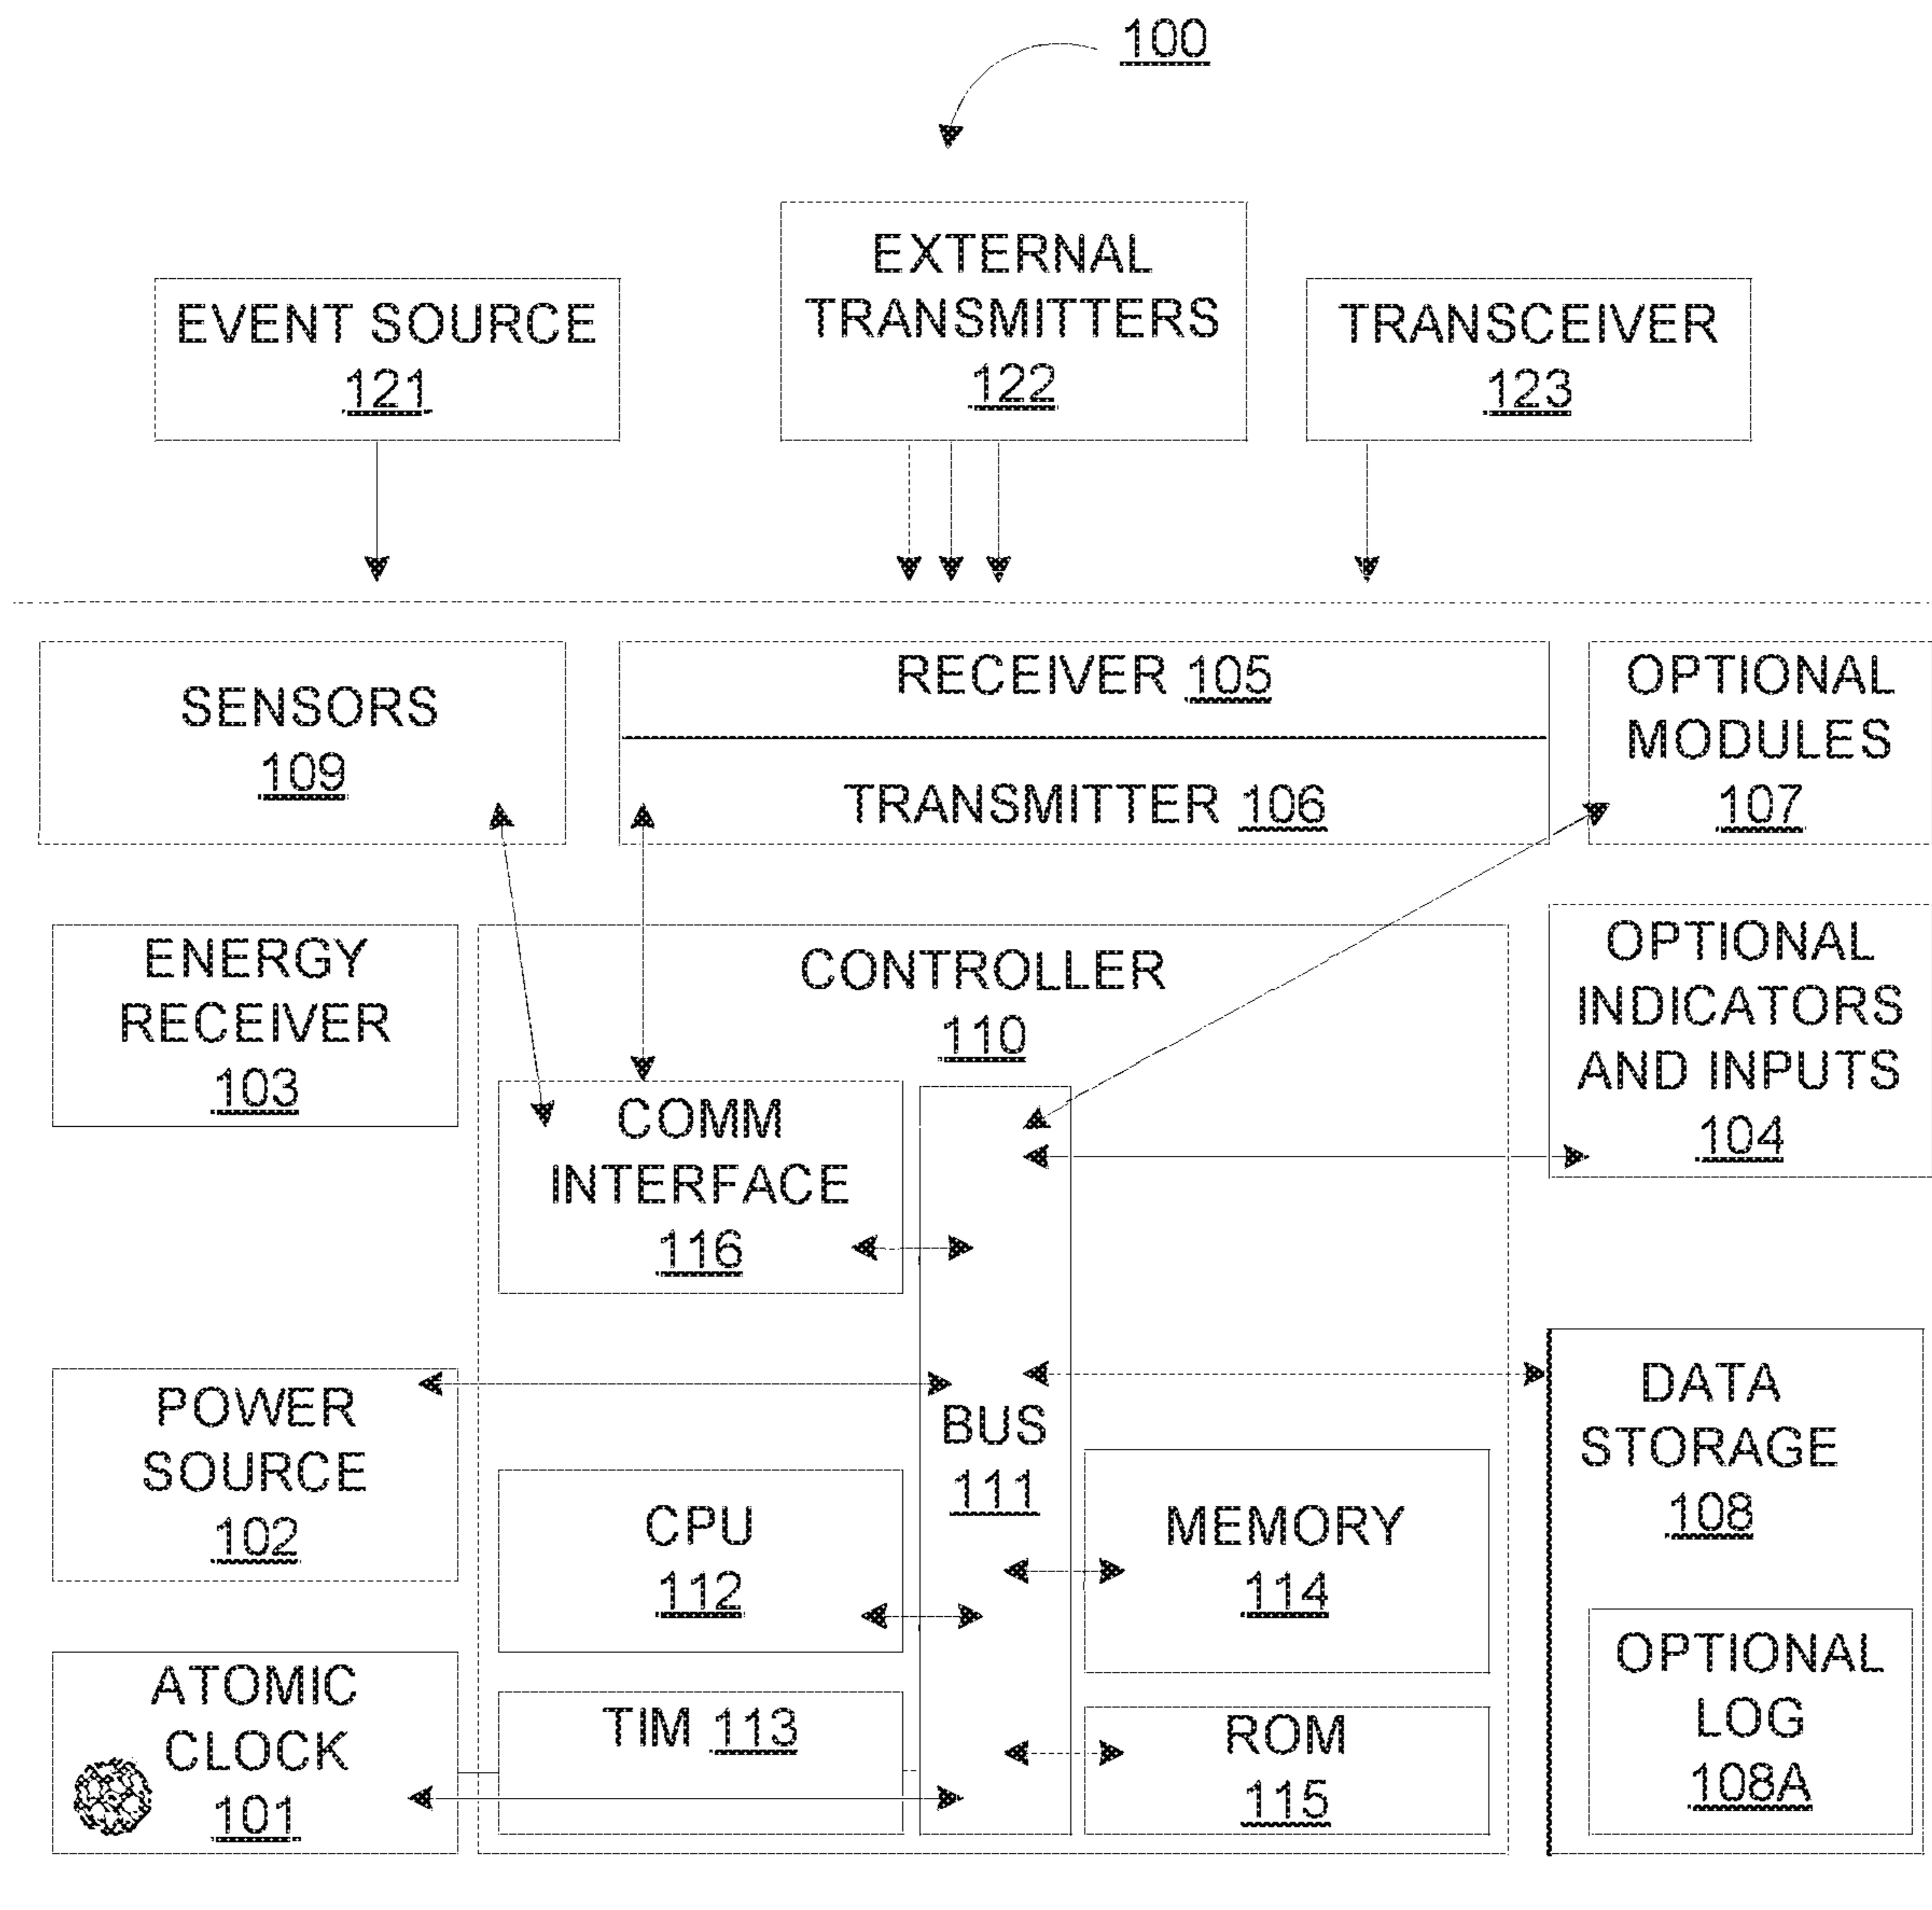 100
EXTERNAL
TRANSMITTERS
122
EVENT SOURCE
121
TRANSCEIVER
123
SENSORS
109
RECEIVER 105
TRANSMITTER 106
OPTIONAL
MODULES
107
ENERGY
RECEIVER
103
CONTROLLER
110
OPTIONAL
INDICATORS
AND INPUTS
104
COMM
INTERFACE
116
POWER
SOURCE
102
BUS
111
DATA
STORAGE
108
CPU
112
MEMORY
114
ATOMIC
CLOCK
101
TIM 113
ROM
115
OPTIONAL
LOG
108A